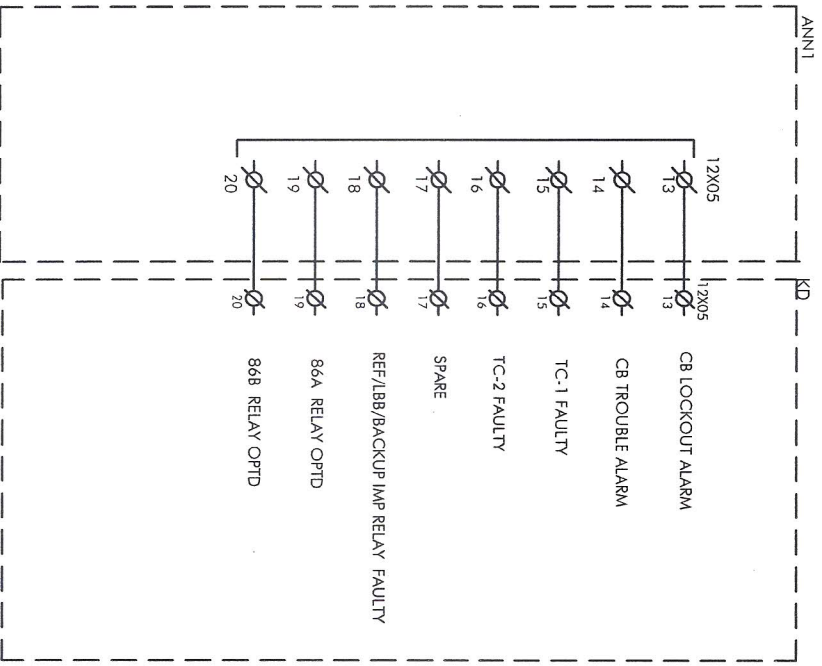 ANN1
KD
12X05
12X05
13 13 CB LOCKOUT ALARM
14 14 CB TROUBLE ALARM
15 15 TC-1 FAULTY
16 16 TC-2 FAULTY
17 17 SPARE
18 18 REF/LBB/BACKUP IMP RELAY FAULTY
19 19 86A RELAY OPTD
20 20 86B RELAY OPTD